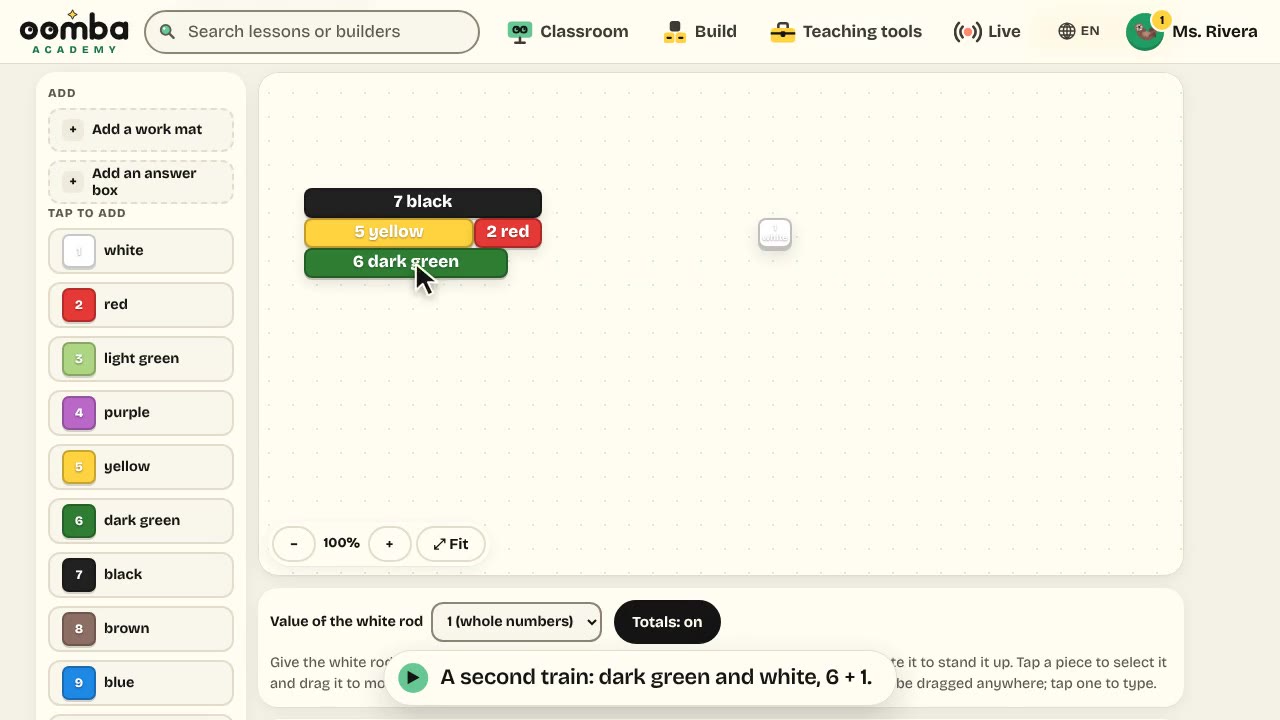 oomba
ACADEMY
Search lessons or builders
Classroom
Build
Teaching tools
Live
EN
1
Ms. Rivera
ADD
+ Add a work mat
+ Add an answer box
TAP TO ADD
1 white
2 red
3 light green
4 purple
5 yellow
6 dark green
7 black
8 brown
9 blue
7 black
5 yellow
2 red
6 dark green
1 white
− 100% + Fit
Value of the white rod
1 (whole numbers)
Totals: on
Give the white rod
te it to stand it up. Tap a piece to select it
and drag it to mo
be dragged anywhere; tap one to type.
A second train: dark green and white, 6 + 1.